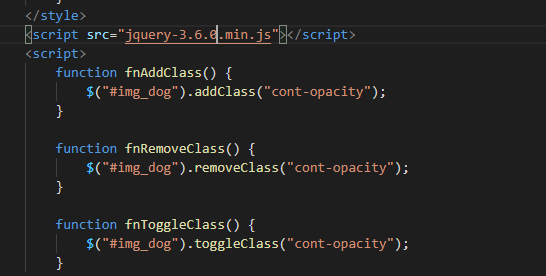 </style>
<script src="jquery-3.6.0.min.js"></script>
<script>
    function fnAddClass() {
        $("#img_dog").addClass("cont-opacity");
    }

    function fnRemoveClass() {
        $("#img_dog").removeClass("cont-opacity");
    }

    function fnToggleClass() {
        $("#img_dog").toggleClass("cont-opacity");
    }